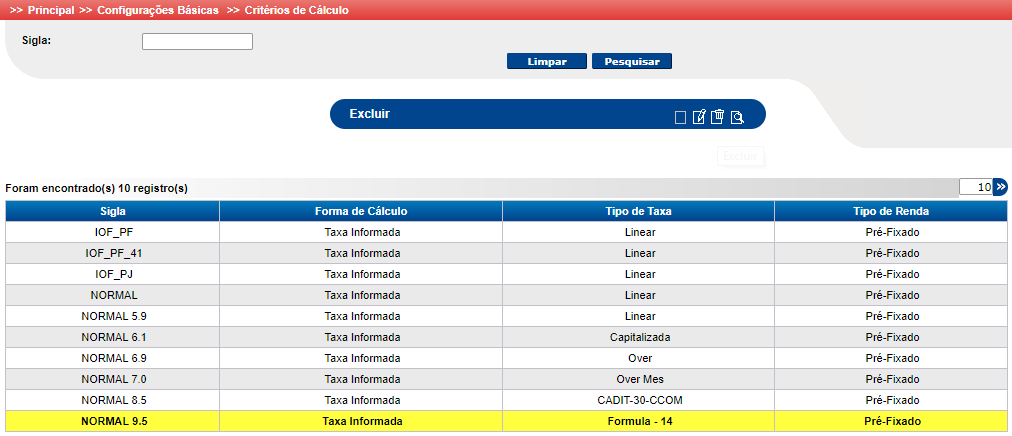 >> Principal >> Configurações Básicas >> Critérios de Cálculo
Sigla:
Limpar Pesquisar
Excluir
Excluir
Foram encontrado(s) 10 registro(s) 10
Sigla Forma de Cálculo Tipo de Taxa Tipo de Renda
IOF_PF Taxa Informada Linear Pré-Fixado
IOF_PF_41 Taxa Informada Linear Pré-Fixado
IOF_PJ Taxa Informada Linear Pré-Fixado
NORMAL Taxa Informada Linear Pré-Fixado
NORMAL 5.9 Taxa Informada Linear Pré-Fixado
NORMAL 6.1 Taxa Informada Capitalizada Pré-Fixado
NORMAL 6.9 Taxa Informada Over Pré-Fixado
NORMAL 7.0 Taxa Informada Over Mes Pré-Fixado
NORMAL 8.5 Taxa Informada CADIT-30-CCOM Pré-Fixado
NORMAL 9.5 Taxa Informada Formula - 14 Pré-Fixado